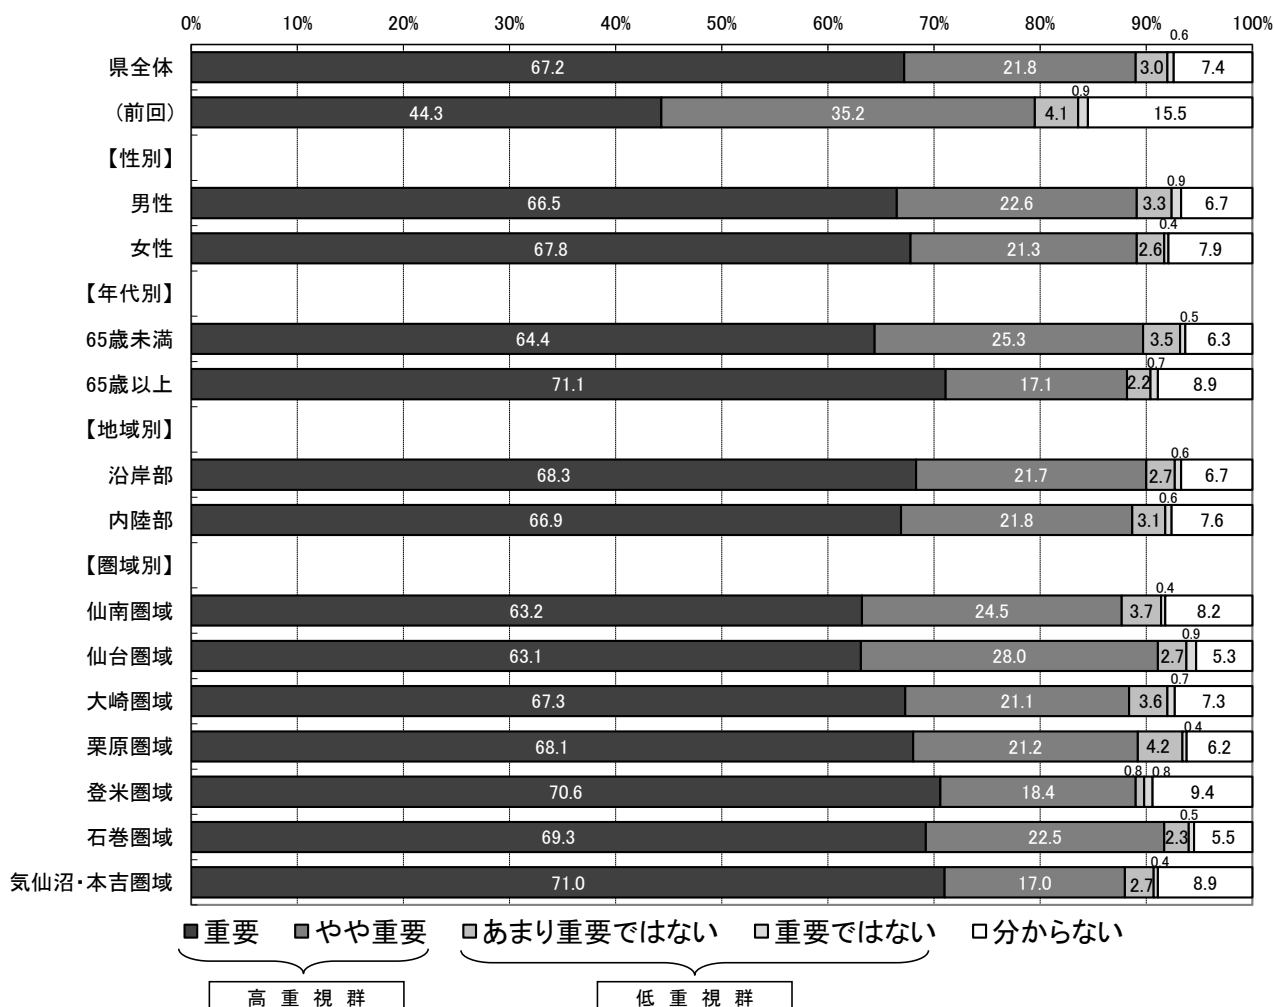 0% 10% 20% 30% 40% 50% 60% 70% 80% 90% 100%
県全体 67.2 21.8 3.0 0.6 7.4
(前回) 44.3 35.2 4.1 0.9 15.5
【性別】
男性 66.5 22.6 3.3 0.9 6.7
女性 67.8 21.3 2.6 0.4 7.9
【年代別】
65歳未満 64.4 25.3 3.5 0.5 6.3
65歳以上 71.1 17.1 2.2 0.7 8.9
【地域別】
沿岸部 68.3 21.7 2.7 0.6 6.7
内陸部 66.9 21.8 3.1 0.6 7.6
【圏域別】
仙南圏域 63.2 24.5 3.7 0.4 8.2
仙台圏域 63.1 28.0 2.7 0.9 5.3
大崎圏域 67.3 21.1 3.6 0.7 7.3
栗原圏域 68.1 21.2 4.2 0.4 6.2
登米圏域 70.6 18.4 0.8 0.8 9.4
石巻圏域 69.3 22.5 2.3 0.5 5.5
気仙沼・本吉圏域 71.0 17.0 2.7 0.4 8.9
重要 やや重要 あまり重要ではない 重要ではない 分からない
高重視群 低重視群